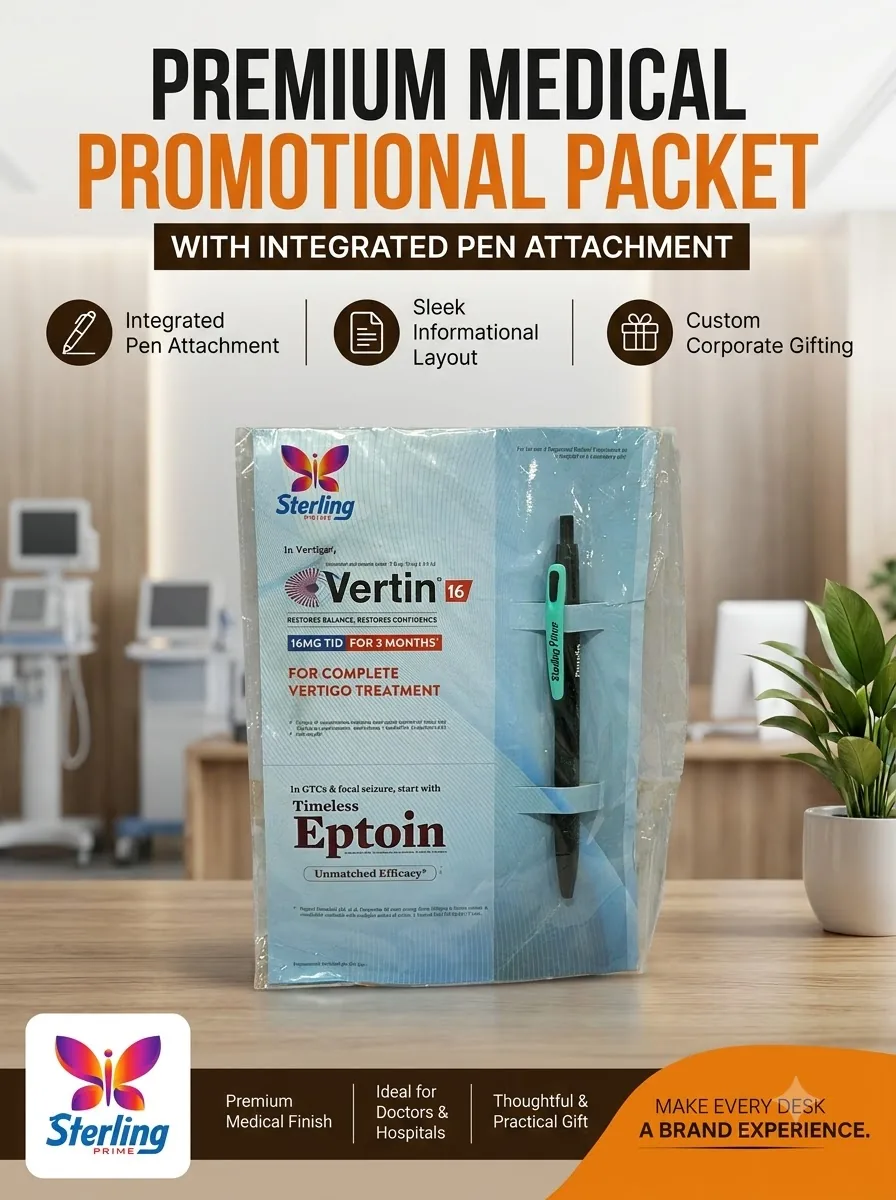 PREMIUM MEDICAL
PROMOTIONAL PACKET
WITH INTEGRATED PEN ATTACHMENT
Integrated
Pen Attachment
Sleek
Informational
Layout
Custom
Corporate Gifting
Sterling
In Vertigo,
Vertin 16
RESTORES BALANCE, RESTORES CONFIDENCE
16MG TID FOR 3 MONTHS
FOR COMPLETE
VERTIGO TREATMENT
Sterling Prime
In GTCs & focal seizure, start with
Timeless
Eptoin
Unmatched Efficacy
Sterling
PRIME
Premium
Medical Finish
Ideal for
Doctors &
Hospitals
Thoughtful &
Practical Gift
MAKE EVERY DESK
A BRAND EXPERIENCE.